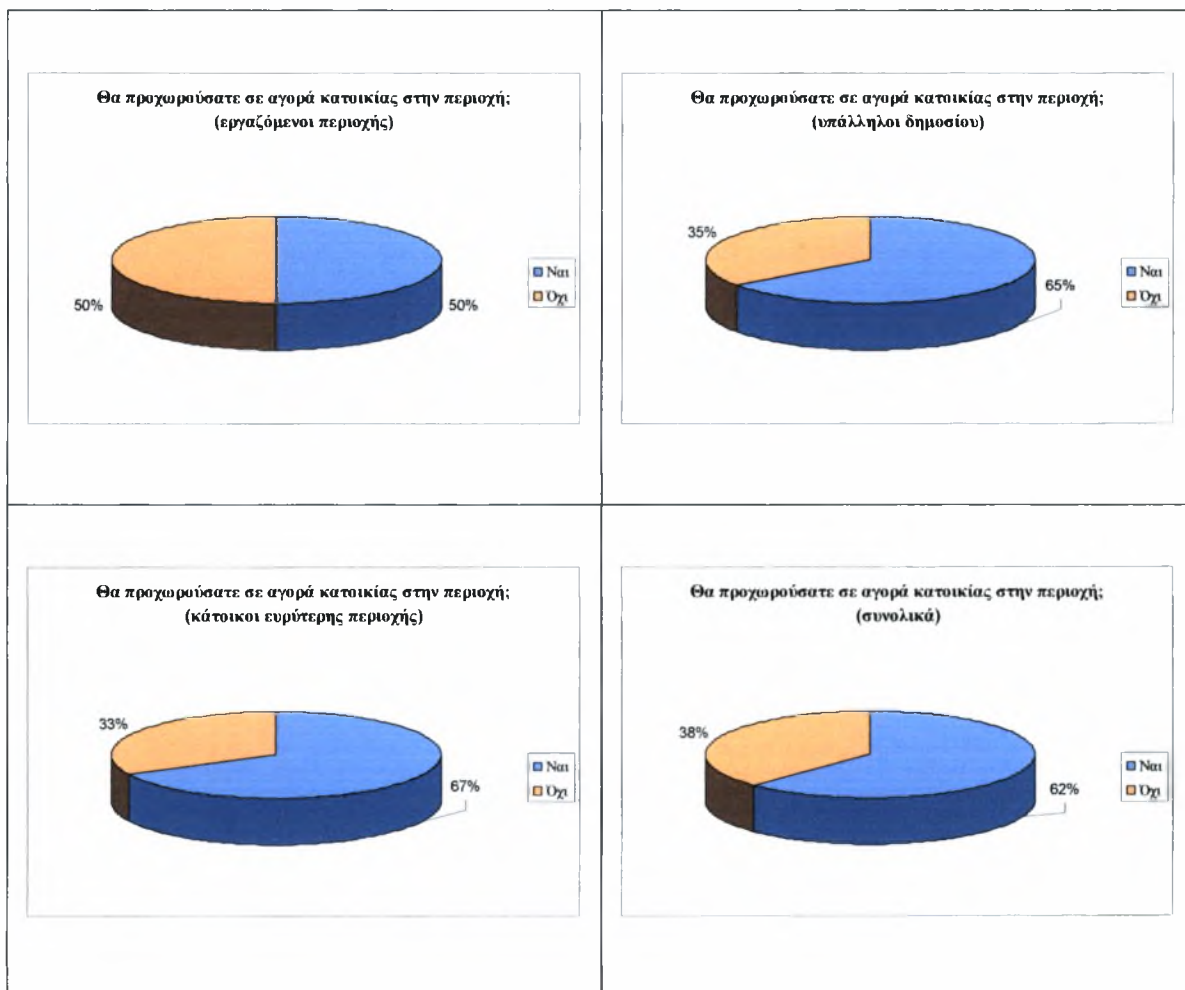 Θα προχωρούσατε σε αγορά κατοικίας στην περιοχή;
(εργαζόμενοι περιοχής)
50%
50%
Ναι
Όχι
Θα προχωρούσατε σε αγορά κατοικίας στην περιοχή;
(υπάλληλοι δημοσίου)
35%
65%
Ναι
Όχι
Θα προχωρούσατε σε αγορά κατοικίας στην περιοχή;
(κάτοικοι ευρύτερης περιοχής)
33%
67%
Ναι
Όχι
Θα προχωρούσατε σε αγορά κατοικίας στην περιοχή;
(συνολικά)
38%
62%
Ναι
Όχι